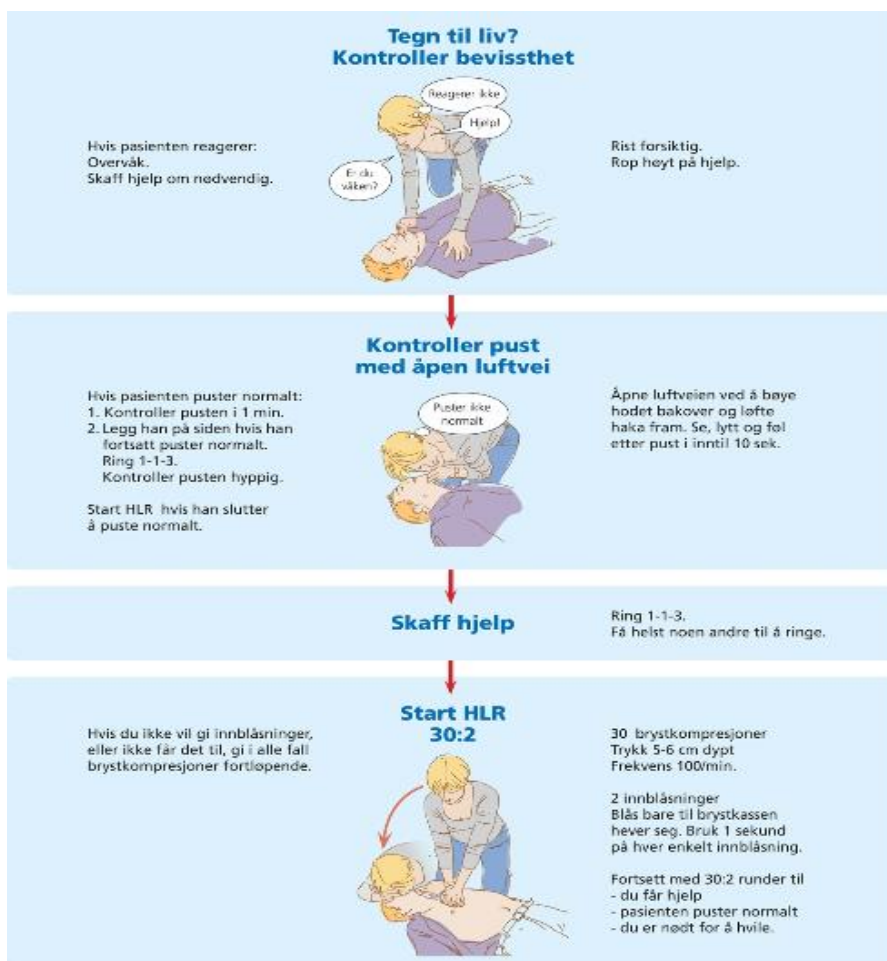 Tegn til liv?
Kontroller bevissthet
Reagerer ikke
Hjelp!
Er du
våken?
Hvis pasienten reagerer:
Overvåk.
Skaff hjelp om nødvendig.
Rist forsiktig.
Rop høyt på hjelp.
Kontroller pust
med åpen luftvei
Puster ikke
normalt
Hvis pasienten puster normalt:
1. Kontroller pusten i 1 min.
2. Legg han på siden hvis han
fortsatt puster normalt.
Ring 1-1-3.
Kontroller pusten hyppig.
Start HLR hvis han slutter
å puste normalt.
Åpne luftveien ved å bøye
hodet bakover og løfte
haka fram. Se, lytt og føl
etter pust i inntil 10 sek.
Skaff hjelp
Ring 1-1-3.
Få helst noen andre til å ringe.
Start HLR
30:2
Hvis du ikke vil gi innblåsninger,
eller ikke får det til, gi i alle fall
brystkompresjoner fortløpende.
30 brystkompresjoner
Trykk 5-6 cm dypt
Frekvens 100/min.
2 innblåsninger
Blås bare til brystkassen
hever seg. Bruk 1 sekund
på hver enkelt innblåsning.
Fortsett med 30:2 runder til
- du får hjelp
- pasienten puster normalt
- du er nødt for å hvile.